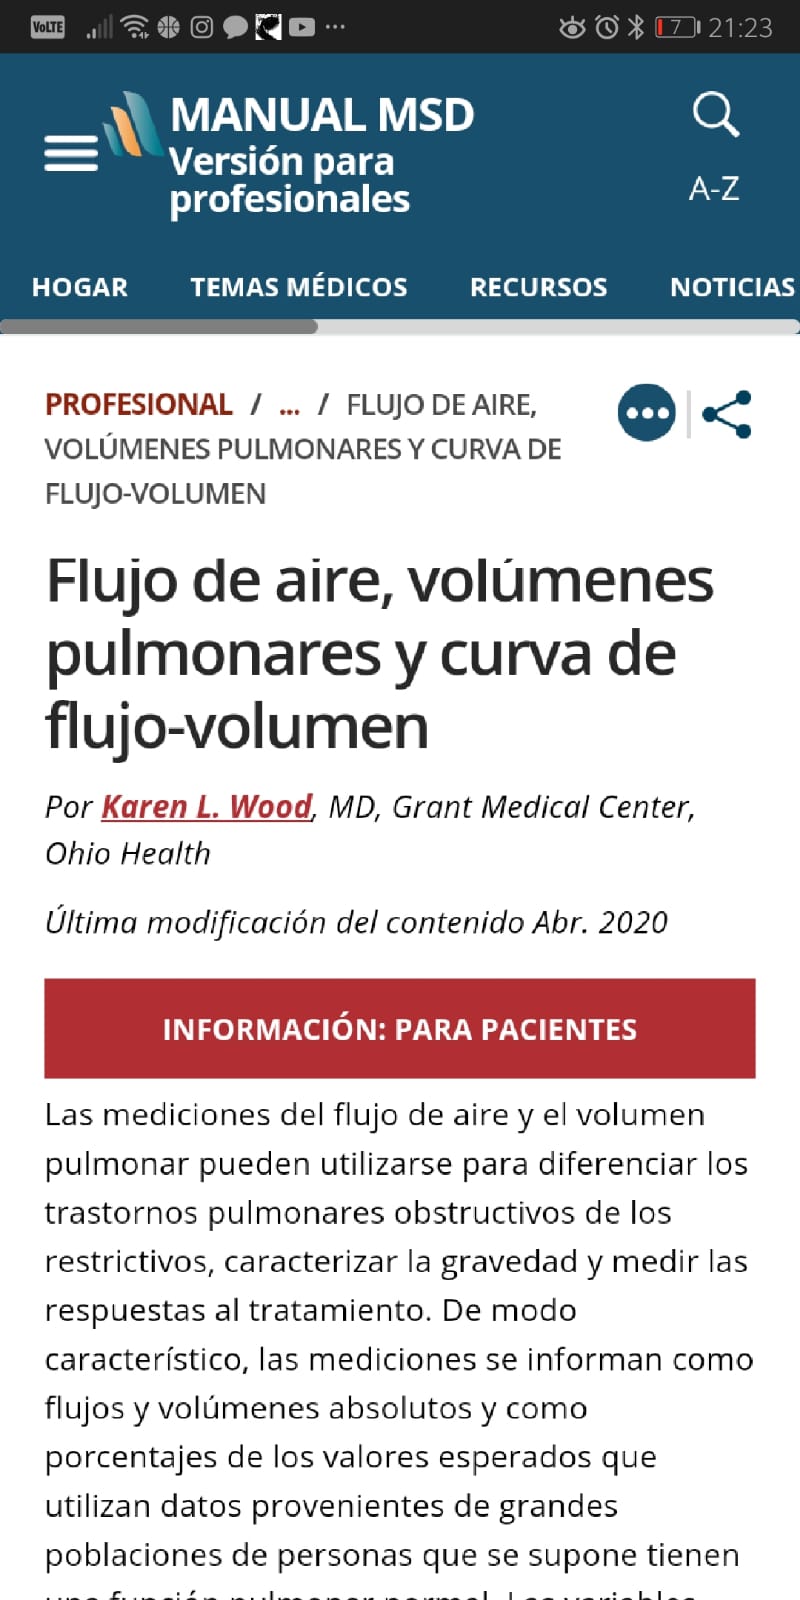 VoLTE 7 21:23
MANUAL MSD
Versión para
profesionales
A-Z
HOGAR TEMAS MÉDICOS RECURSOS NOTICIAS
PROFESIONAL / ... / FLUJO DE AIRE,
VOLÚMENES PULMONARES Y CURVA DE
FLUJO-VOLUMEN
Flujo de aire, volúmenes
pulmonares y curva de
flujo-volumen
Por Karen L. Wood, MD, Grant Medical Center,
Ohio Health
Última modificación del contenido Abr. 2020
INFORMACIÓN: PARA PACIENTES
Las mediciones del flujo de aire y el volumen
pulmonar pueden utilizarse para diferenciar los
trastornos pulmonares obstructivos de los
restrictivos, caracterizar la gravedad y medir las
respuestas al tratamiento. De modo
característico, las mediciones se informan como
flujos y volúmenes absolutos y como
porcentajes de los valores esperados que
utilizan datos provenientes de grandes
poblaciones de personas que se supone tienen